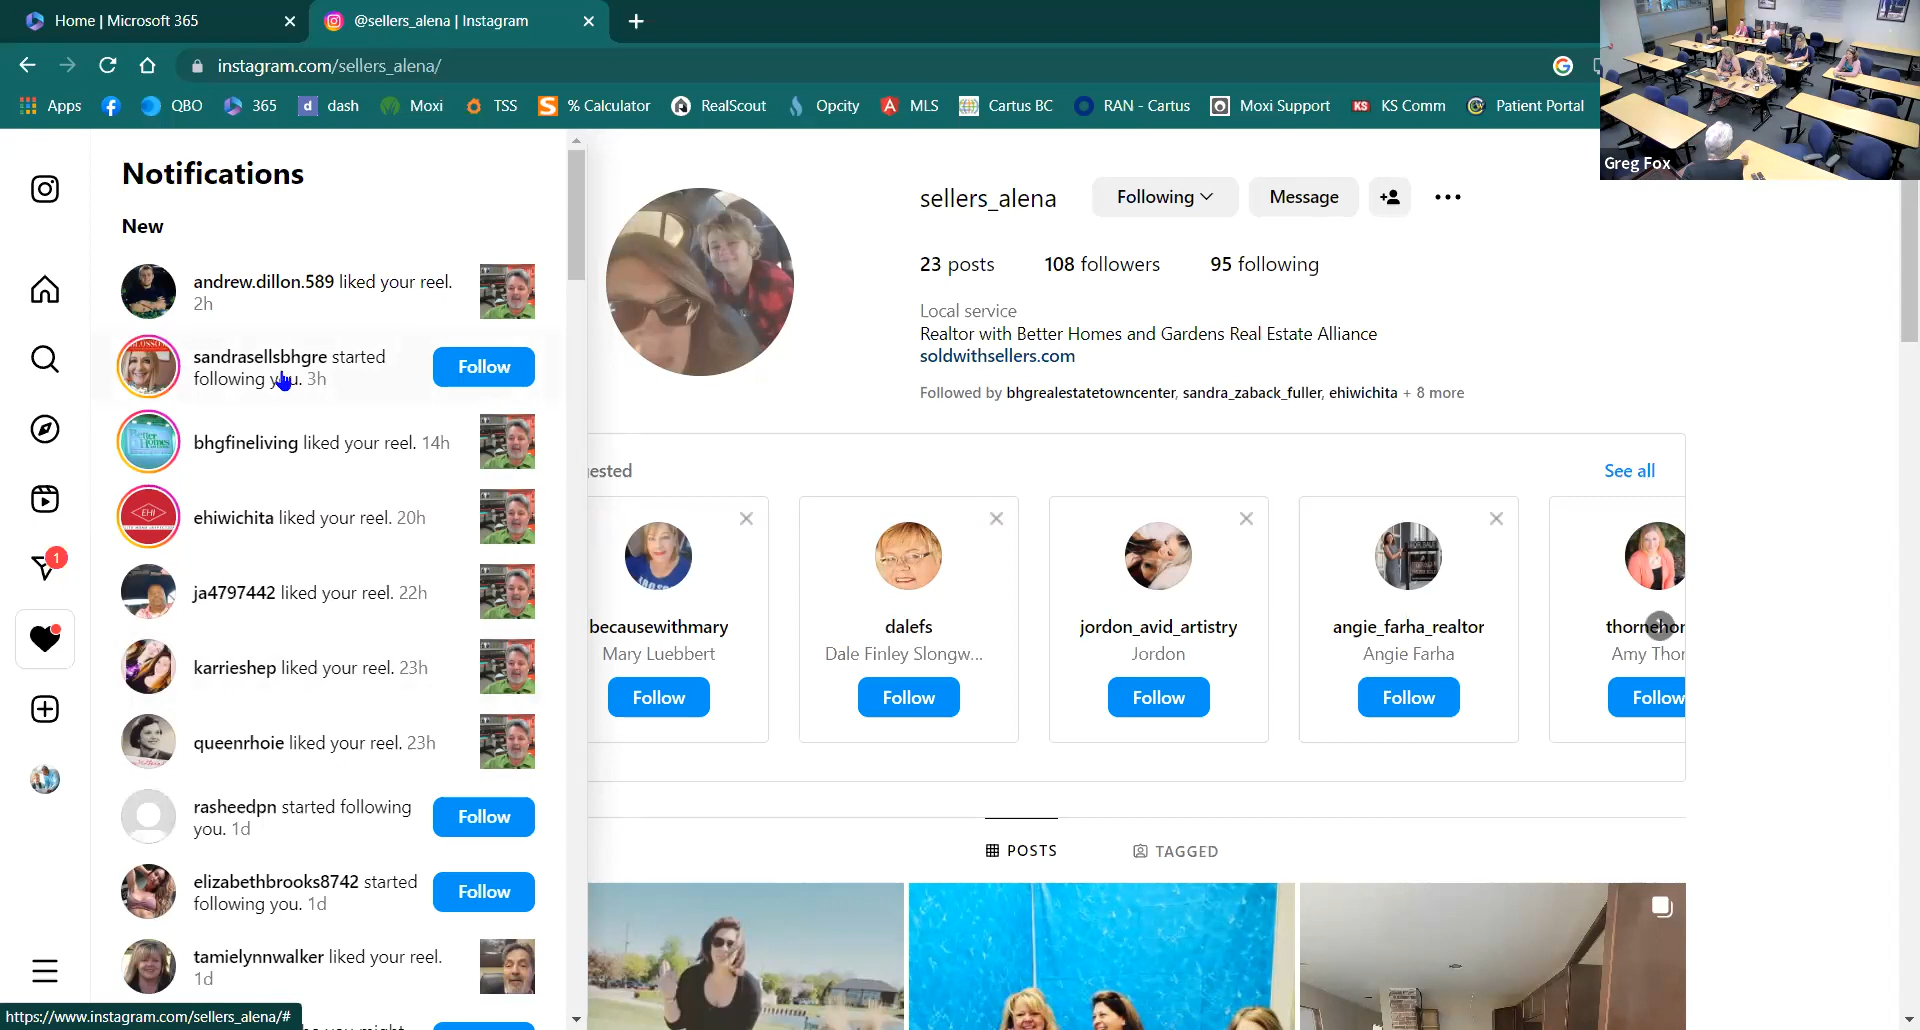 Home | Microsoft 365
@sellers_alena | Instagram
instagram.com/sellers_alena/
Apps
QBO
365
d dash
Moxi
TSS
% Calculator
RealScout
Opcity
MLS
Cartus BC
RAN - Cartus
Moxi Support
KS KS Comm
Patient Portal
Greg Fox
Notifications
New
andrew.dillon.589 liked your reel.
2h
sandrasellsbhgre started
following you. 3h
Follow
bhgfineliving liked your reel. 14h
ehiwichita liked your reel. 20h
EHI
1
ja4797442 liked your reel. 22h
karrieshep liked your reel. 23h
queenrhoie liked your reel. 23h
rasheedpn started following
you. 1d
Follow
elizabethbrooks8742 started
following you. 1d
Follow
tamielynnwalker liked your reel.
1d
https://www.instagram.com/sellers_alena/#
sellers_alena
Following
Message
23 posts
108 followers
95 following
Local service
Realtor with Better Homes and Gardens Real Estate Alliance
soldwithsellers.com
Followed by bhgrealestatetowncenter, sandra_zaback_fuller, ehiwichita + 8 more
ested
See all
becausewithmary
Mary Luebbert
Follow
dalefs
Dale Finley Slongw...
Follow
jordon_avid_artistry
Jordon
Follow
angie_farha_realtor
Angie Farha
Follow
thornehor
Amy Thor
Follow
POSTS
TAGGED